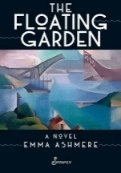 THE
FLOATING
GARDEN
A NOVEL
EMMA ASHMERE